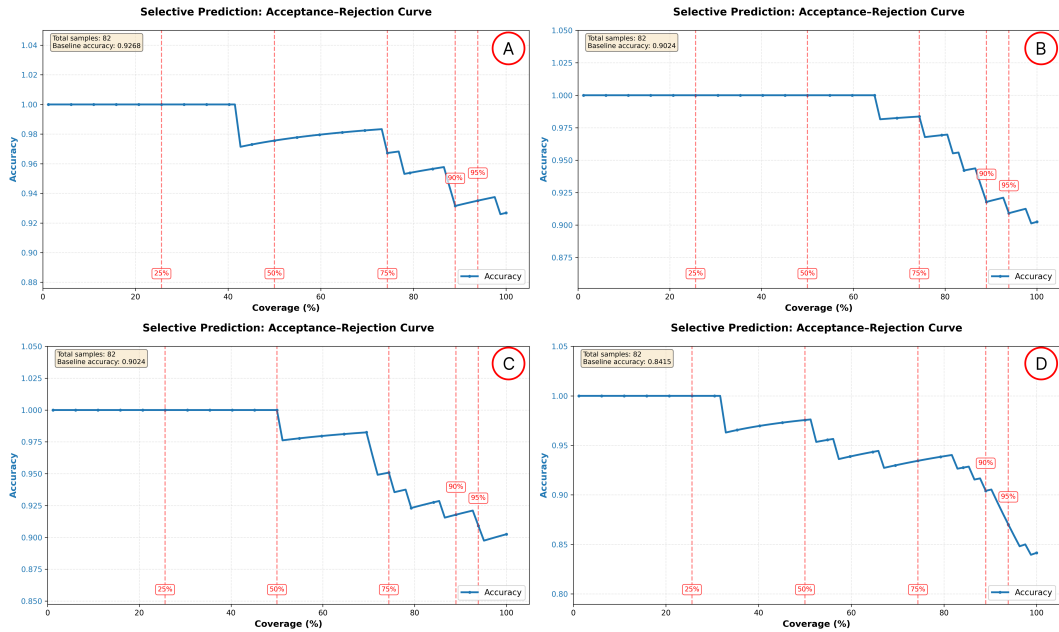 Selective Prediction: Acceptance–Rejection Curve
A
Total samples: 82
Baseline accuracy: 0.9268
1.04
1.02
1.00
0.98
0.96
0.94
0.92
0.90
0.88
Accuracy
25%
50%
75%
90%
95%
Accuracy
0
20
40
60
80
100
Coverage (%)
Selective Prediction: Acceptance–Rejection Curve
B
Total samples: 82
Baseline accuracy: 0.9024
1.050
1.025
1.000
0.975
0.950
0.925
0.900
0.875
Accuracy
25%
50%
75%
90%
95%
Accuracy
0
20
40
60
80
100
Coverage (%)
Selective Prediction: Acceptance–Rejection Curve
C
Total samples: 82
Baseline accuracy: 0.9024
1.050
1.025
1.000
0.975
0.950
0.925
0.900
0.875
0.850
Accuracy
25%
50%
75%
90%
95%
Accuracy
0
20
40
60
80
100
Coverage (%)
Selective Prediction: Acceptance–Rejection Curve
D
Total samples: 82
Baseline accuracy: 0.8415
1.05
1.00
0.95
0.90
0.85
0.80
Accuracy
25%
50%
75%
90%
95%
Accuracy
0
20
40
60
80
100
Coverage (%)